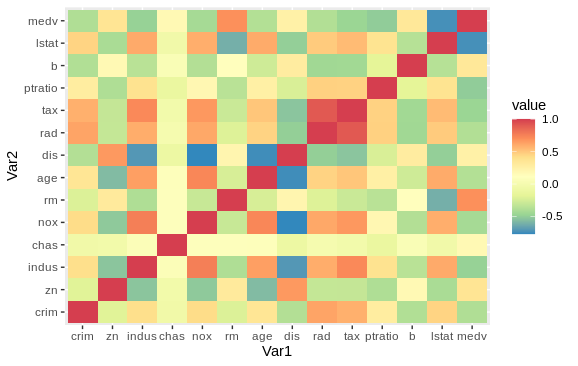 medv
lstat
b
ptratio
tax
rad
dis
age
rm
nox
chas
indus
zn
crim
Var2
crim zn indus chas nox rm age dis rad tax ptratio b lstat medv
Var1
value
1.0
0.5
0.0
-0.5